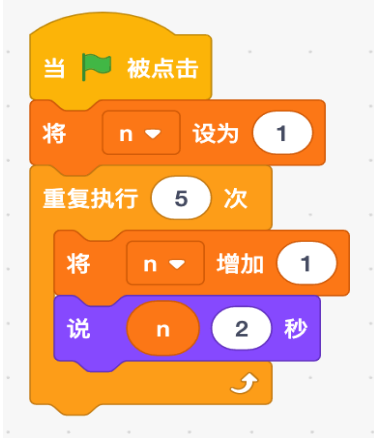 当 被点击
将 n 设为 1
重复执行 5 次
将 n 增加 1
说 n 2 秒